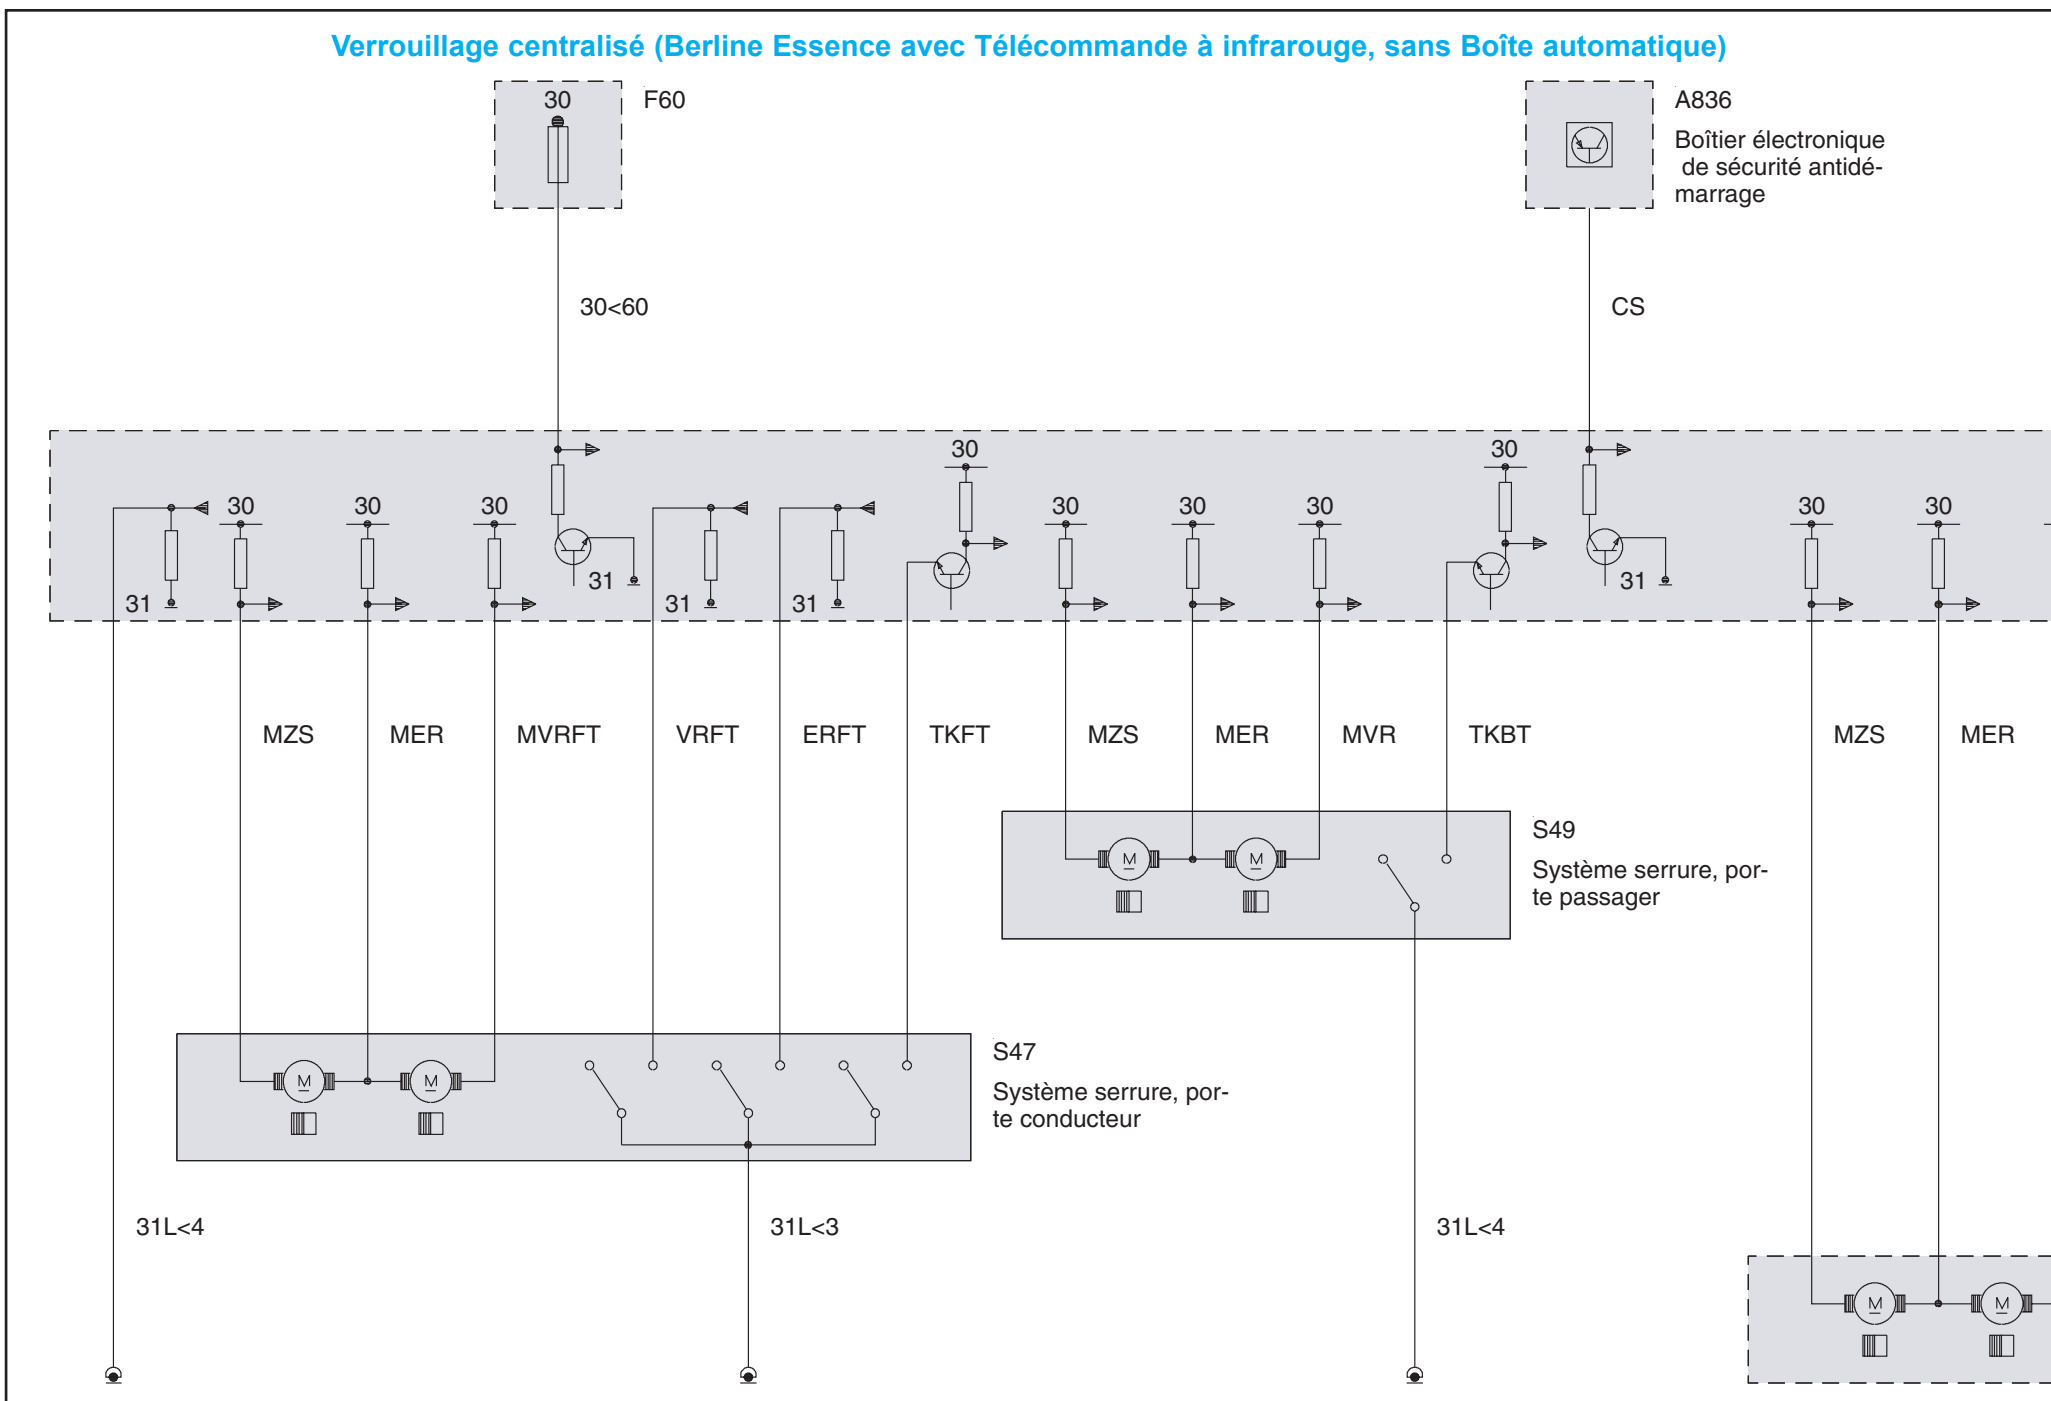 Verrouillage centralisé (Berline Essence avec Télécommande à infrarouge, sans Boîte automatique)
30
F60
A836
Boîtier électronique
de sécurité antidé-
marrage
30<60
CS
30
30
30
30
30
30
30
30
30
30
31
31
31
31
31
MZS
MER
MVRFT
VRFT
ERFT
TKFT
MZS
MER
MVR
TKBT
MZS
MER
S49
M
M
Système serrure, por-
te passager
S47
M
M
Système serrure, por-
te conducteur
31L<4
31L<3
31L<4
M
M